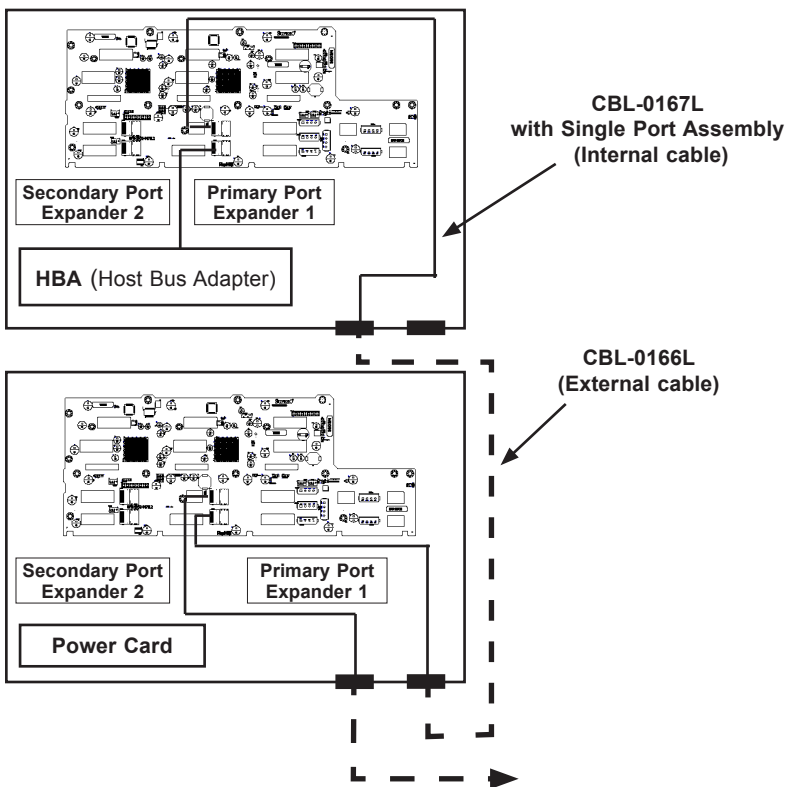 CBL-0167L
with Single Port Assembly
(Internal cable)
Secondary Port
Expander 2
Primary Port
Expander 1
HBA (Host Bus Adapter)
CBL-0166L
(External cable)
Secondary Port
Expander 2
Primary Port
Expander 1
Power Card